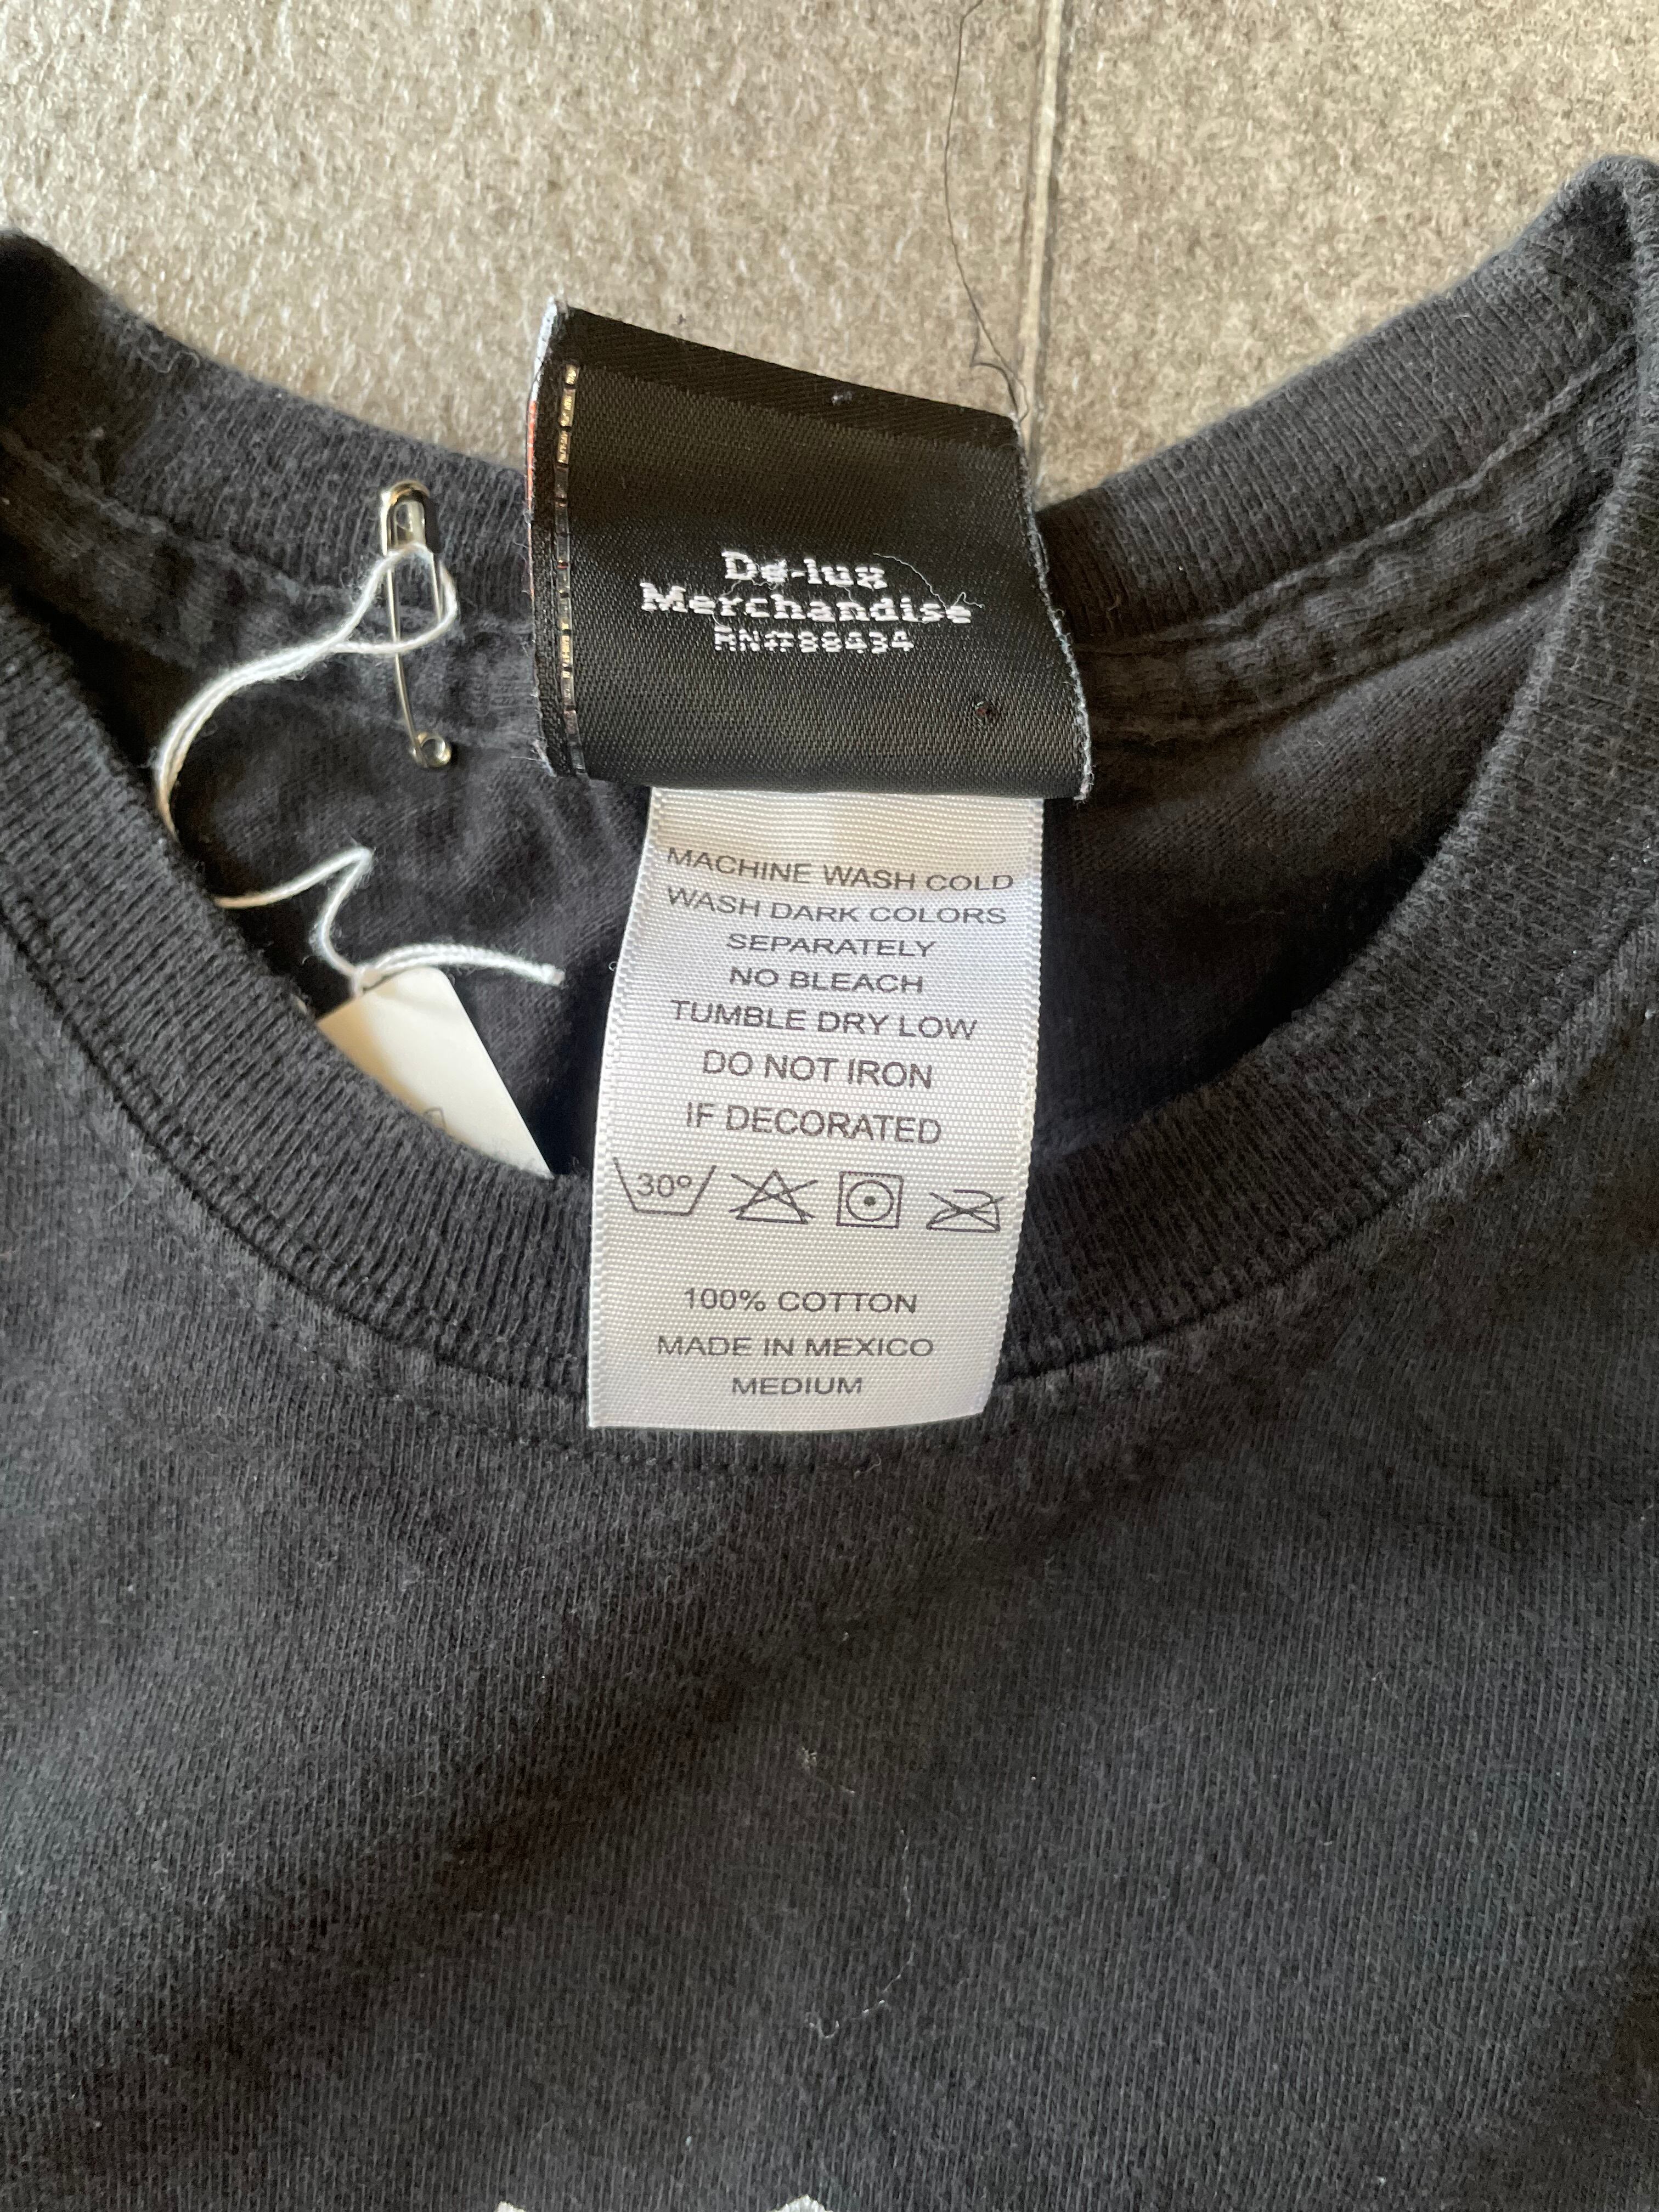 De-lux
Merchandise
RN#88434
MACHINE WASH COLD
WASH DARK COLORS
SEPARATELY
NO BLEACH
TUMBLE DRY LOW
DO NOT IRON
IF DECORATED
30°
100% COTTON
MADE IN MEXICO
MEDIUM